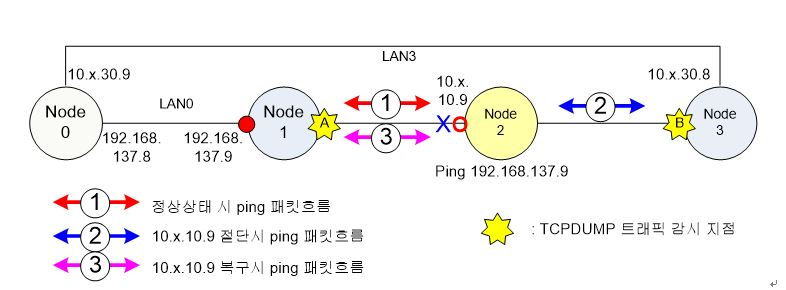 LAN3
10.x.30.9
10.x.30.8
LAN0
10.x.
10.9
Node
0
Node
1
A
1
3
X
Node
2
2
B
Node
3
192.168.
137.8
192.168.
137.9
Ping 192.168.137.9
1 정상상태 시 ping 패킷흐름
2 10.x.10.9 절단시 ping 패킷흐름
3 10.x.10.9 복구시 ping 패킷흐름
: TCPDUMP 트래픽 감시 지점